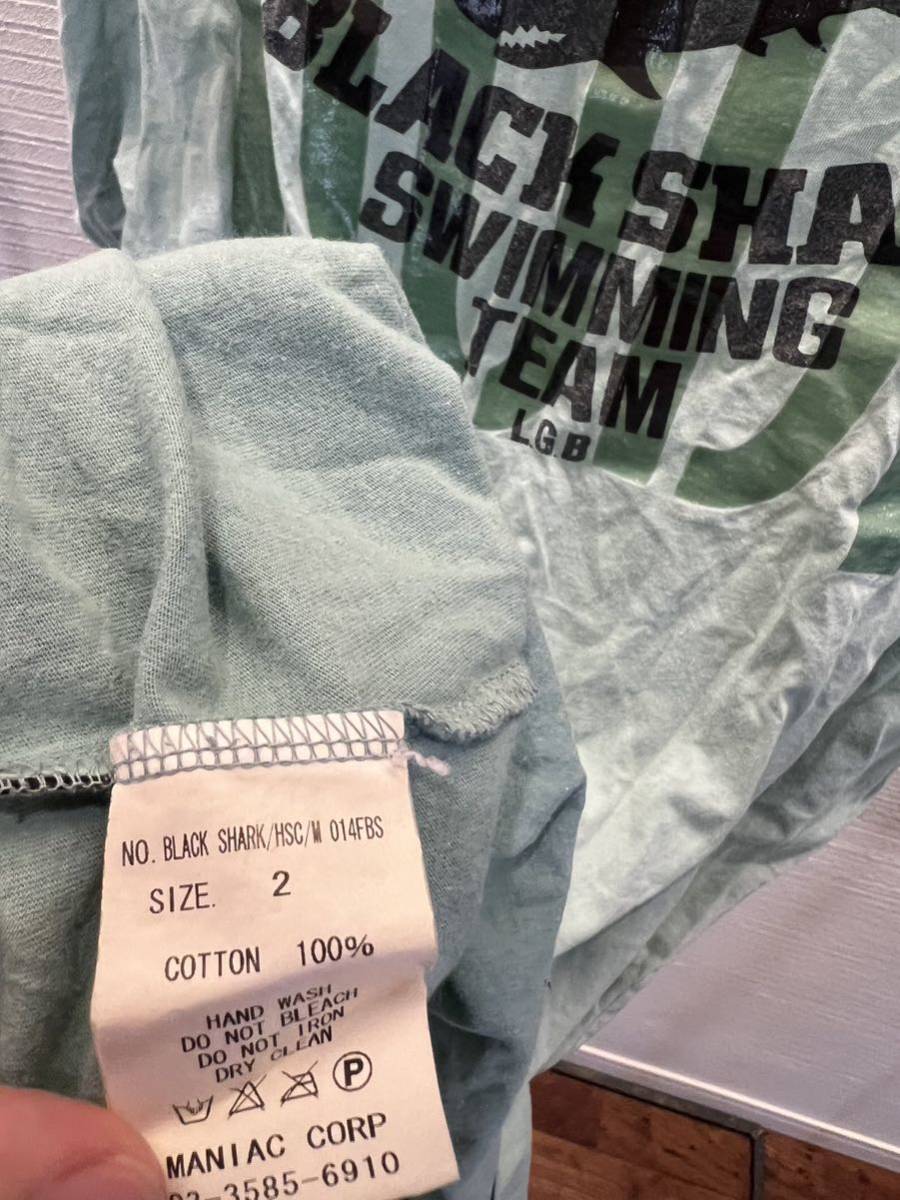 BLACK SHA
SWIMMING
TEAM
L.G.B
NO. BLACK SHARK/HSC/M 014FBS
SIZE. 2
COTTON 100%
HAND WASH
DO NOT BLEACH
DO NOT IRON
DRY CLEAN
P
MANIAC CORP
03-3585-6910